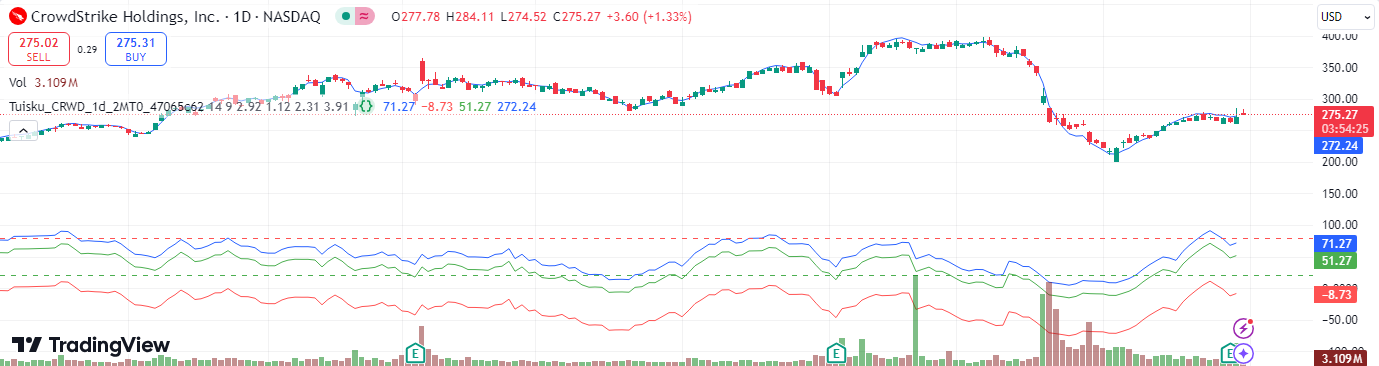 CrowdStrike Holdings, Inc. · 1D · NASDAQ O277.78 H284.11 L274.52 C275.27 +3.60 (+1.33%)
USD
275.02 SELL
0.29
275.31 BUY
Vol 3.109M
Tuisku_CRWD_1d_2MT0_47065c62 14 9 2.92 1.12 2.31 3.91 {} 71.27 −8.73 51.27 272.24
400.00
350.00
300.00
275.27
03:54:25
272.24
200.00
150.00
100.00
71.27
51.27
−8.73
−50.00
3.109M
E
E
E
TradingView